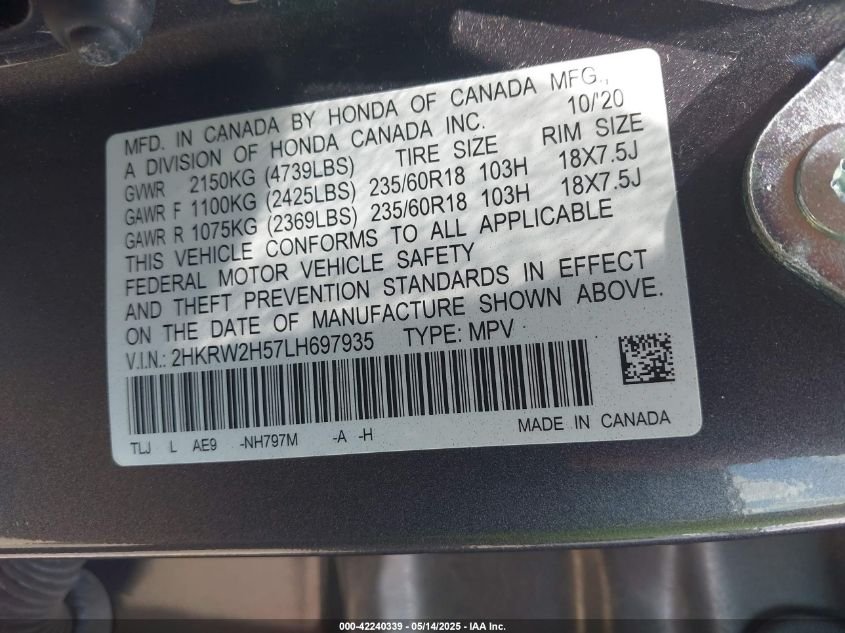 MFD. IN CANADA BY HONDA OF CANADA MFG.,
A DIVISION OF HONDA CANADA INC. 10/'20
GVWR 2150KG (4739LBS) TIRE SIZE RIM SIZE
GAWR F 1100KG (2425LBS) 235/60R18 103H 18X7.5J
GAWR R 1075KG (2369LBS) 235/60R18 103H 18X7.5J
THIS VEHICLE CONFORMS TO ALL APPLICABLE
FEDERAL MOTOR VEHICLE SAFETY
AND THEFT PREVENTION STANDARDS IN EFFECT
ON THE DATE OF MANUFACTURE SHOWN ABOVE.
V.I.N.: 2HKRW2H57LH697935 TYPE: MPV
TLJ L AE9 -NH797M -A -H MADE IN CANADA
000-42240339 - 05/14/2025 - IAA Inc.